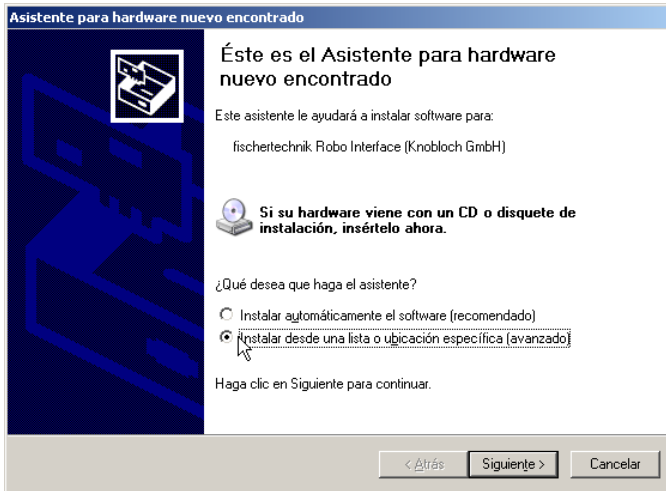 Asistente para hardware nuevo encontrado
Éste es el Asistente para hardware
nuevo encontrado
Este asistente le ayudará a instalar software para:
fischertechnik Robo Interface (Knobloch GmbH)
Si su hardware viene con un CD o disquete de
instalación, insértelo ahora.
¿Qué desea que haga el asistente?
Instalar automáticamente el software (recomendado)
Instalar desde una lista o ubicación específica (avanzado)
Haga clic en Siguiente para continuar.
< Atrás Siguiente > Cancelar